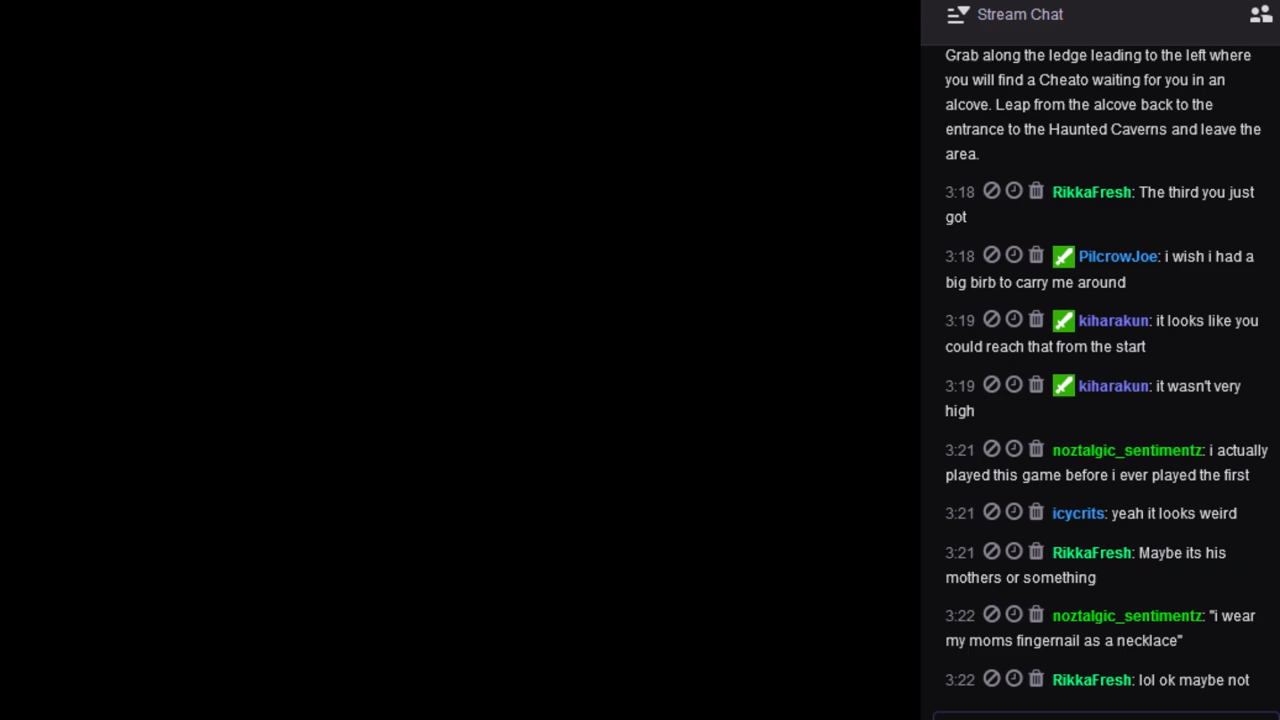 Stream Chat
Grab along the ledge leading to the left where
you will find a Cheato waiting for you in an
alcove. Leap from the alcove back to the
entrance to the Haunted Caverns and leave the
area.
3:18 RikkaFresh: The third you just
got
3:18 PilcrowJoe: i wish i had a
big birb to carry me around
3:19 kiharakun: it looks like you
could reach that from the start
3:19 kiharakun: it wasn't very
high
3:21 noztalgic_sentimentz: i actually
played this game before i ever played the first
3:21 icycrits: yeah it looks weird
3:21 RikkaFresh: Maybe its his
mothers or something
3:22 noztalgic_sentimentz: "i wear
my moms fingernail as a necklace"
3:22 RikkaFresh: lol ok maybe not